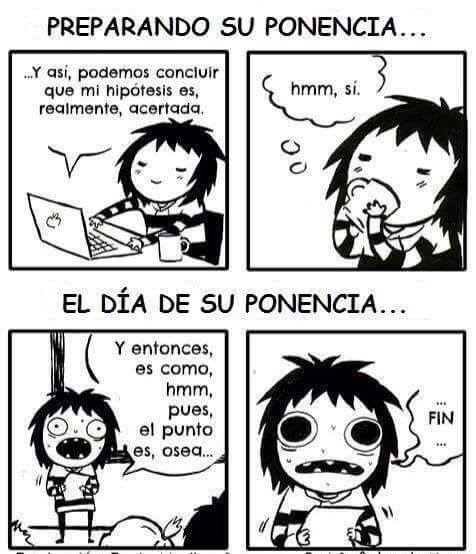 PREPARANDO SU PONENCIA...
...Y así, podemos concluir
que mi hipótesis es,
realmente, acertada.
hmm, sí.
EL DÍA DE SU PONENCIA...
Y entonces,
es como,
hmm,
pues,
el punto
es, osea...
...
FIN
...